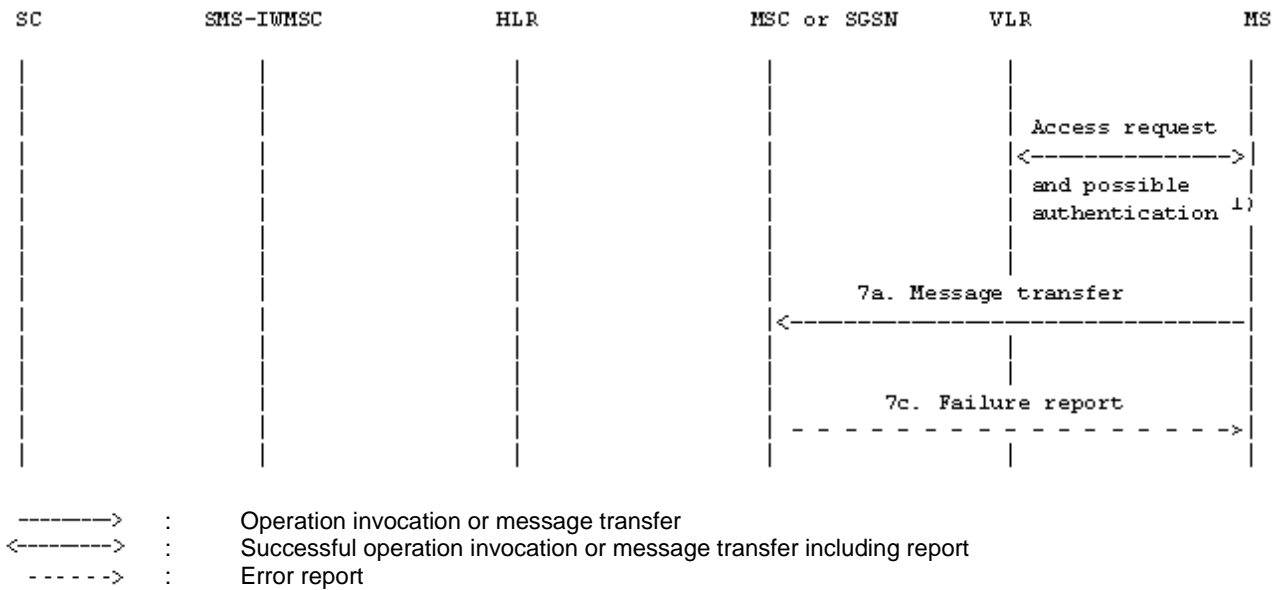 SC SMS-IWMSC HLR MSC or SGSN VLR MS
Access request
and possible
authentication 1)
7a. Message transfer
7c. Failure report
: Operation invocation or message transfer
: Successful operation invocation or message transfer including report
: Error report